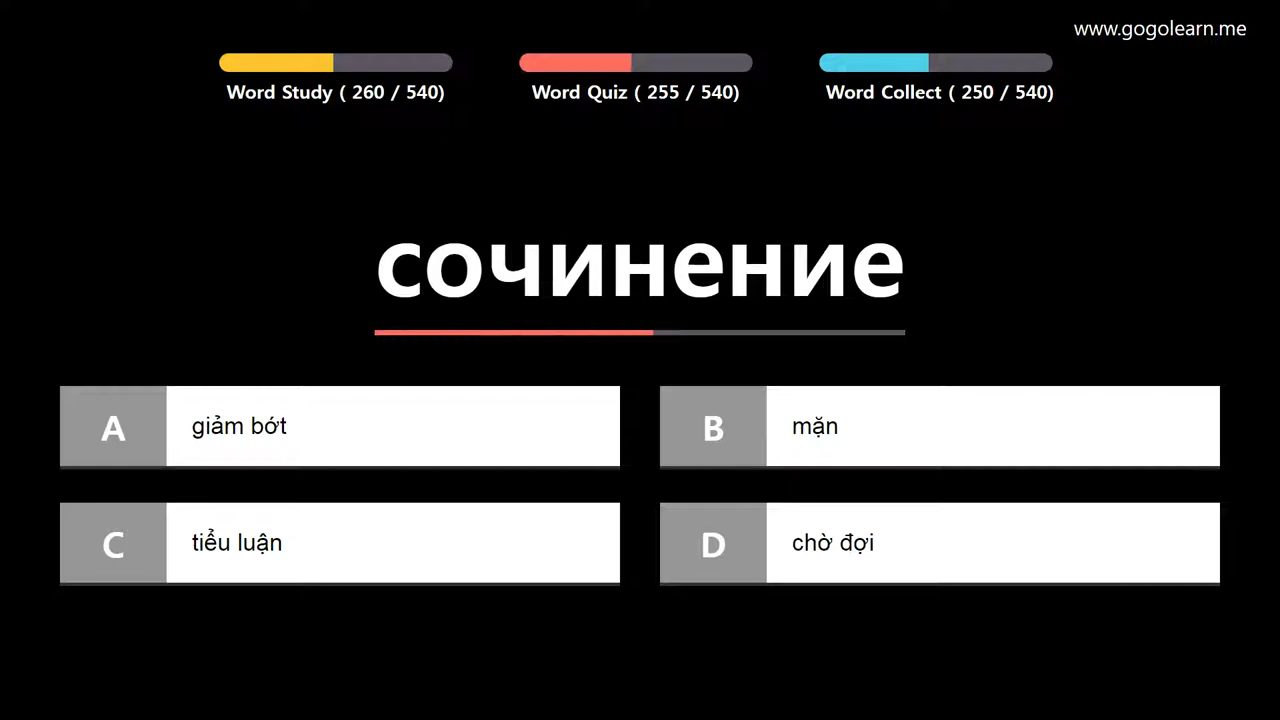 www.gogolearn.me
Word Study ( 260 / 540)
Word Quiz ( 255 / 540)
Word Collect ( 250 / 540)
сочинение
A giảm bớt
B mặn
C tiểu luận
D chờ đợi